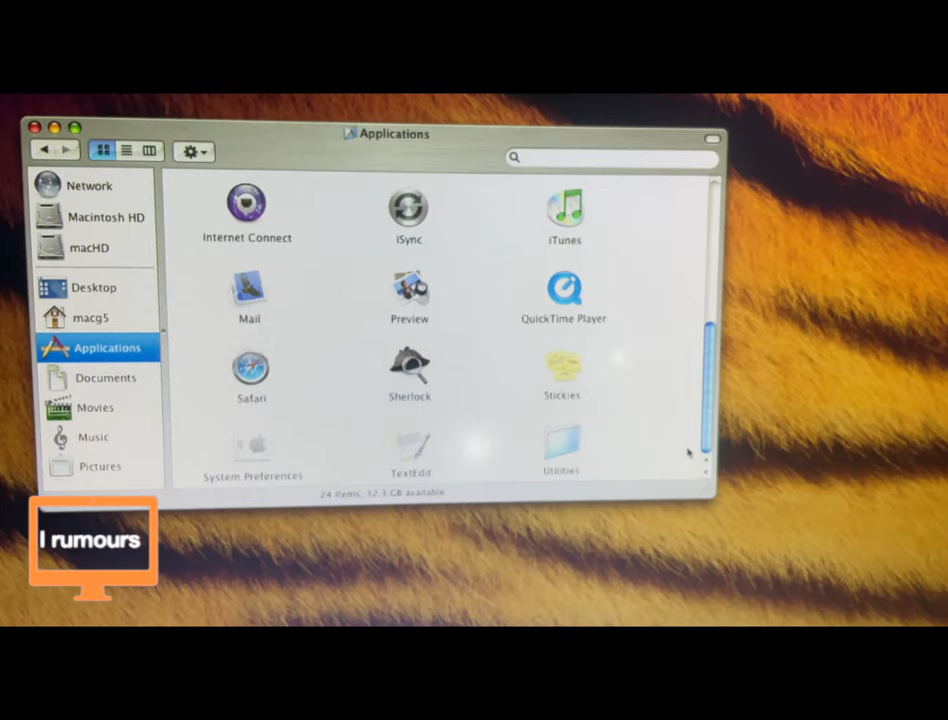 Applications
Network
Macintosh HD
macHD
Desktop
macg5
Applications
Documents
Movies
Music
Pictures
Internet Connect
iSync
iTunes
Mail
Preview
QuickTime Player
Safari
Sherlock
Stickies
System Preferences
TextEdit
Utilities
24 items, 32.3 GB available
I rumours